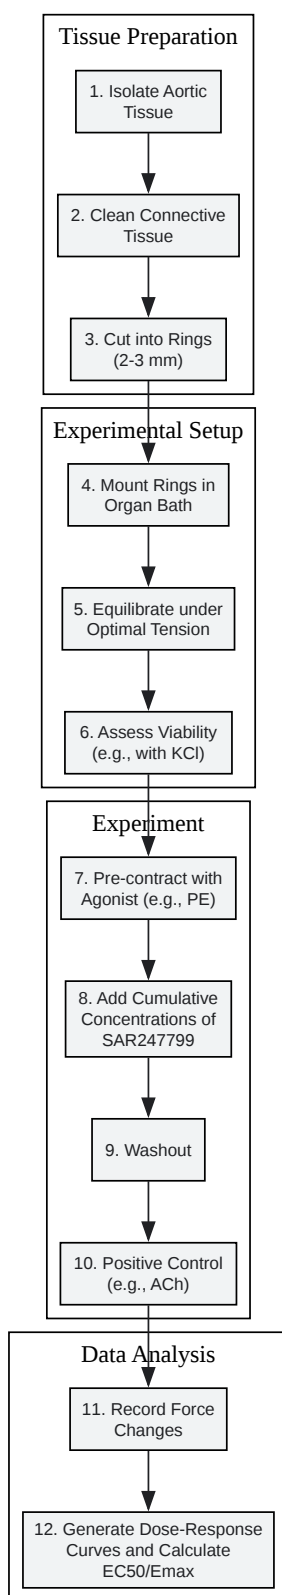 Tissue Preparation
1. Isolate Aortic
Tissue
2. Clean Connective
Tissue
3. Cut into Rings
(2-3 mm)
Experimental Setup
4. Mount Rings in
Organ Bath
5. Equilibrate under
Optimal Tension
6. Assess Viability
(e.g., with KCl)
Experiment
7. Pre-contract with
Agonist (e.g., PE)
8. Add Cumulative
Concentrations of
SAR247799
9. Washout
10. Positive Control
(e.g., ACh)
Data Analysis
11. Record Force
Changes
12. Generate Dose-Response
Curves and Calculate
EC50/Emax